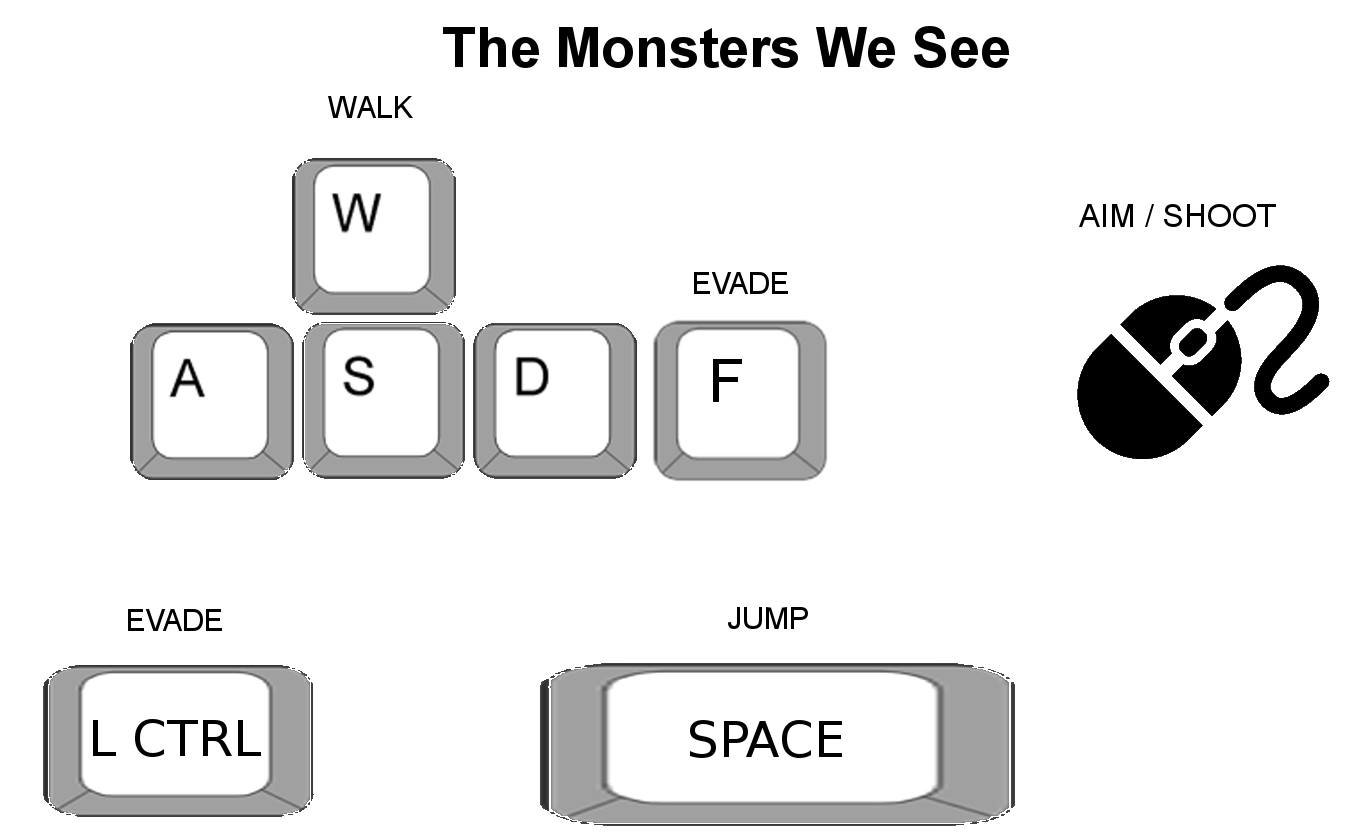 The Monsters We See
WALK
W
AIM / SHOOT
EVADE
A S D F
EVADE
JUMP
L CTRL
SPACE